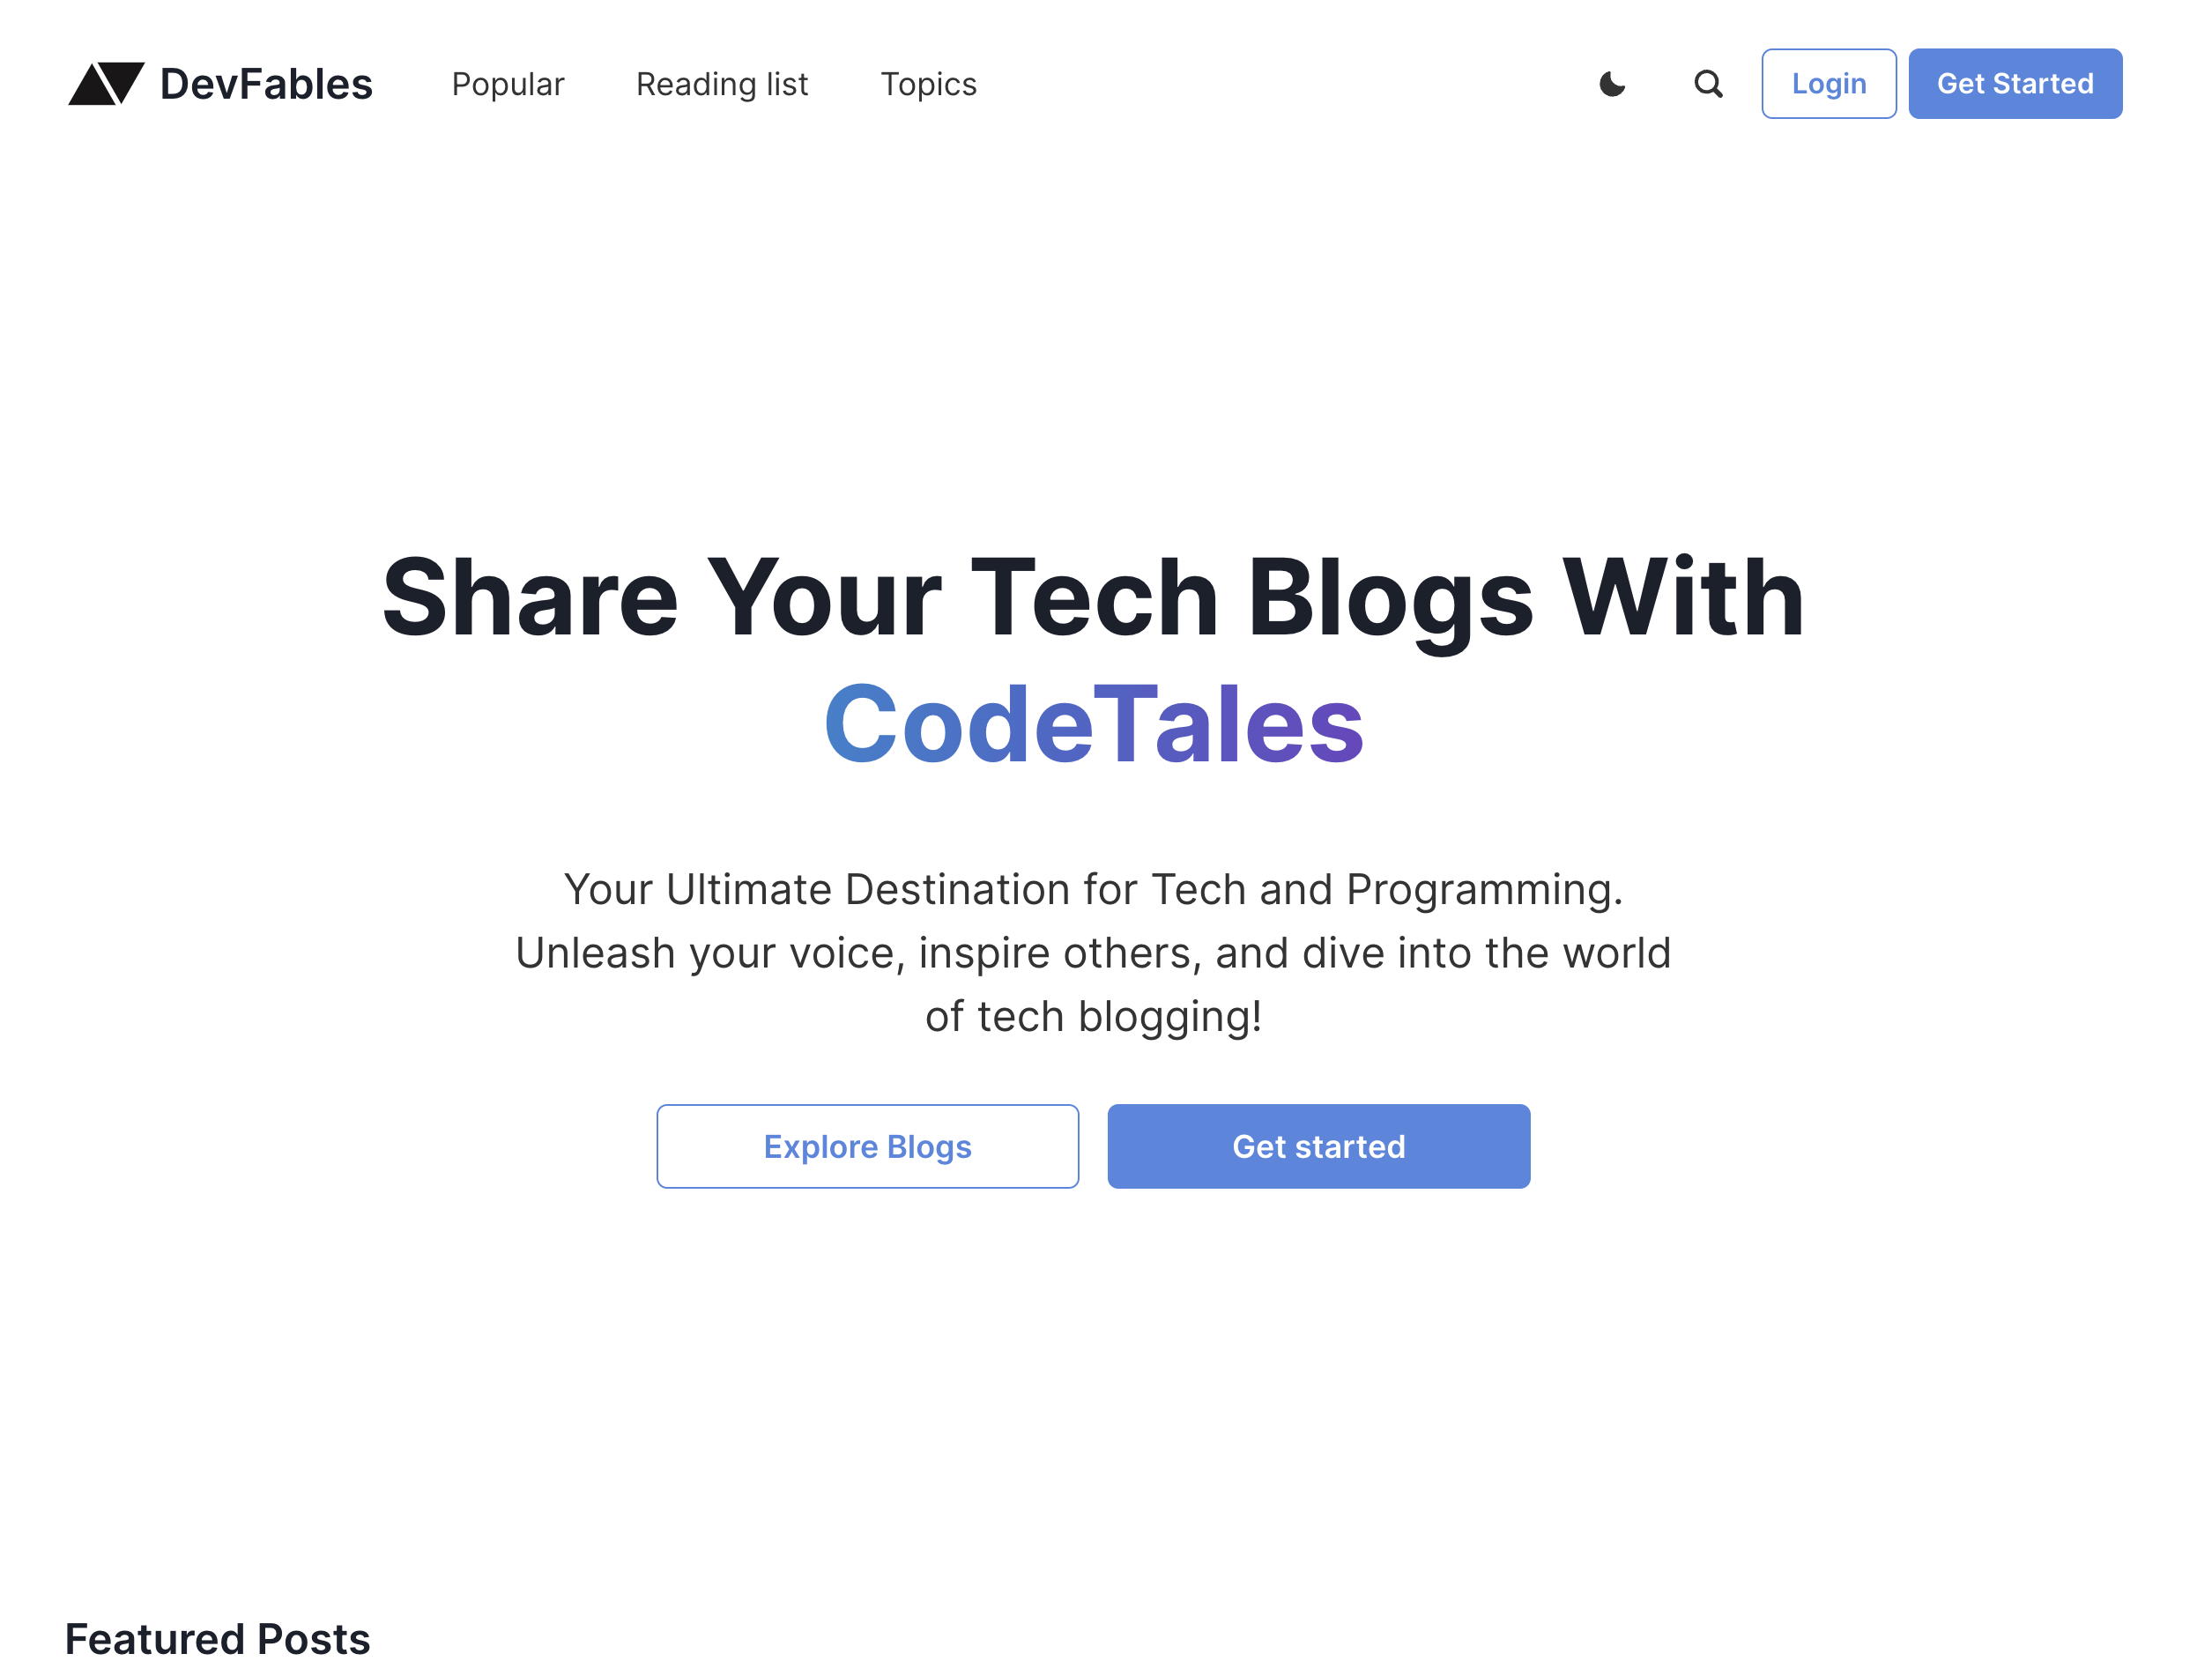 DevFables
Popular
Reading list
Topics
Login
Get Started
Share Your Tech Blogs With
CodeTales
Your Ultimate Destination for Tech and Programming.
Unleash your voice, inspire others, and dive into the world
of tech blogging!
Explore Blogs
Get started
Featured Posts